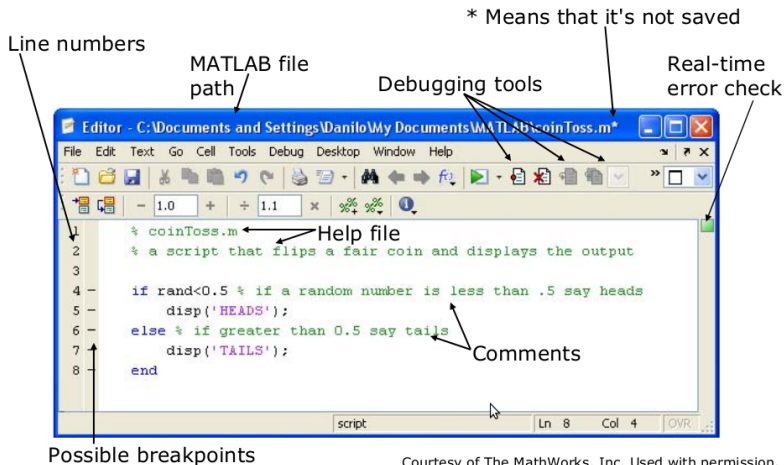 * Means that it's not saved
Line numbers
MATLAB file
path
Debugging tools
Real-time
error check
Editor - C:\Documents and Settings\Danilo\My Documents\MATLAB\coinToss.m*
File Edit Text Go Cell Tools Debug Desktop Window Help
- 1.0 + ÷ 1.1 ×
1 % coinToss.m
Help file
2 % a script that flips a fair coin and displays the output
3
4 - if rand<0.5 % if a random number is less than .5 say heads
5 - disp('HEADS');
6 - else % if greater than 0.5 say tails
7 - disp('TAILS');
Comments
8 - end
script Ln 8 Col 4 OVR
Possible breakpoints
Courtesy of The MathWorks, Inc. Used with permission.